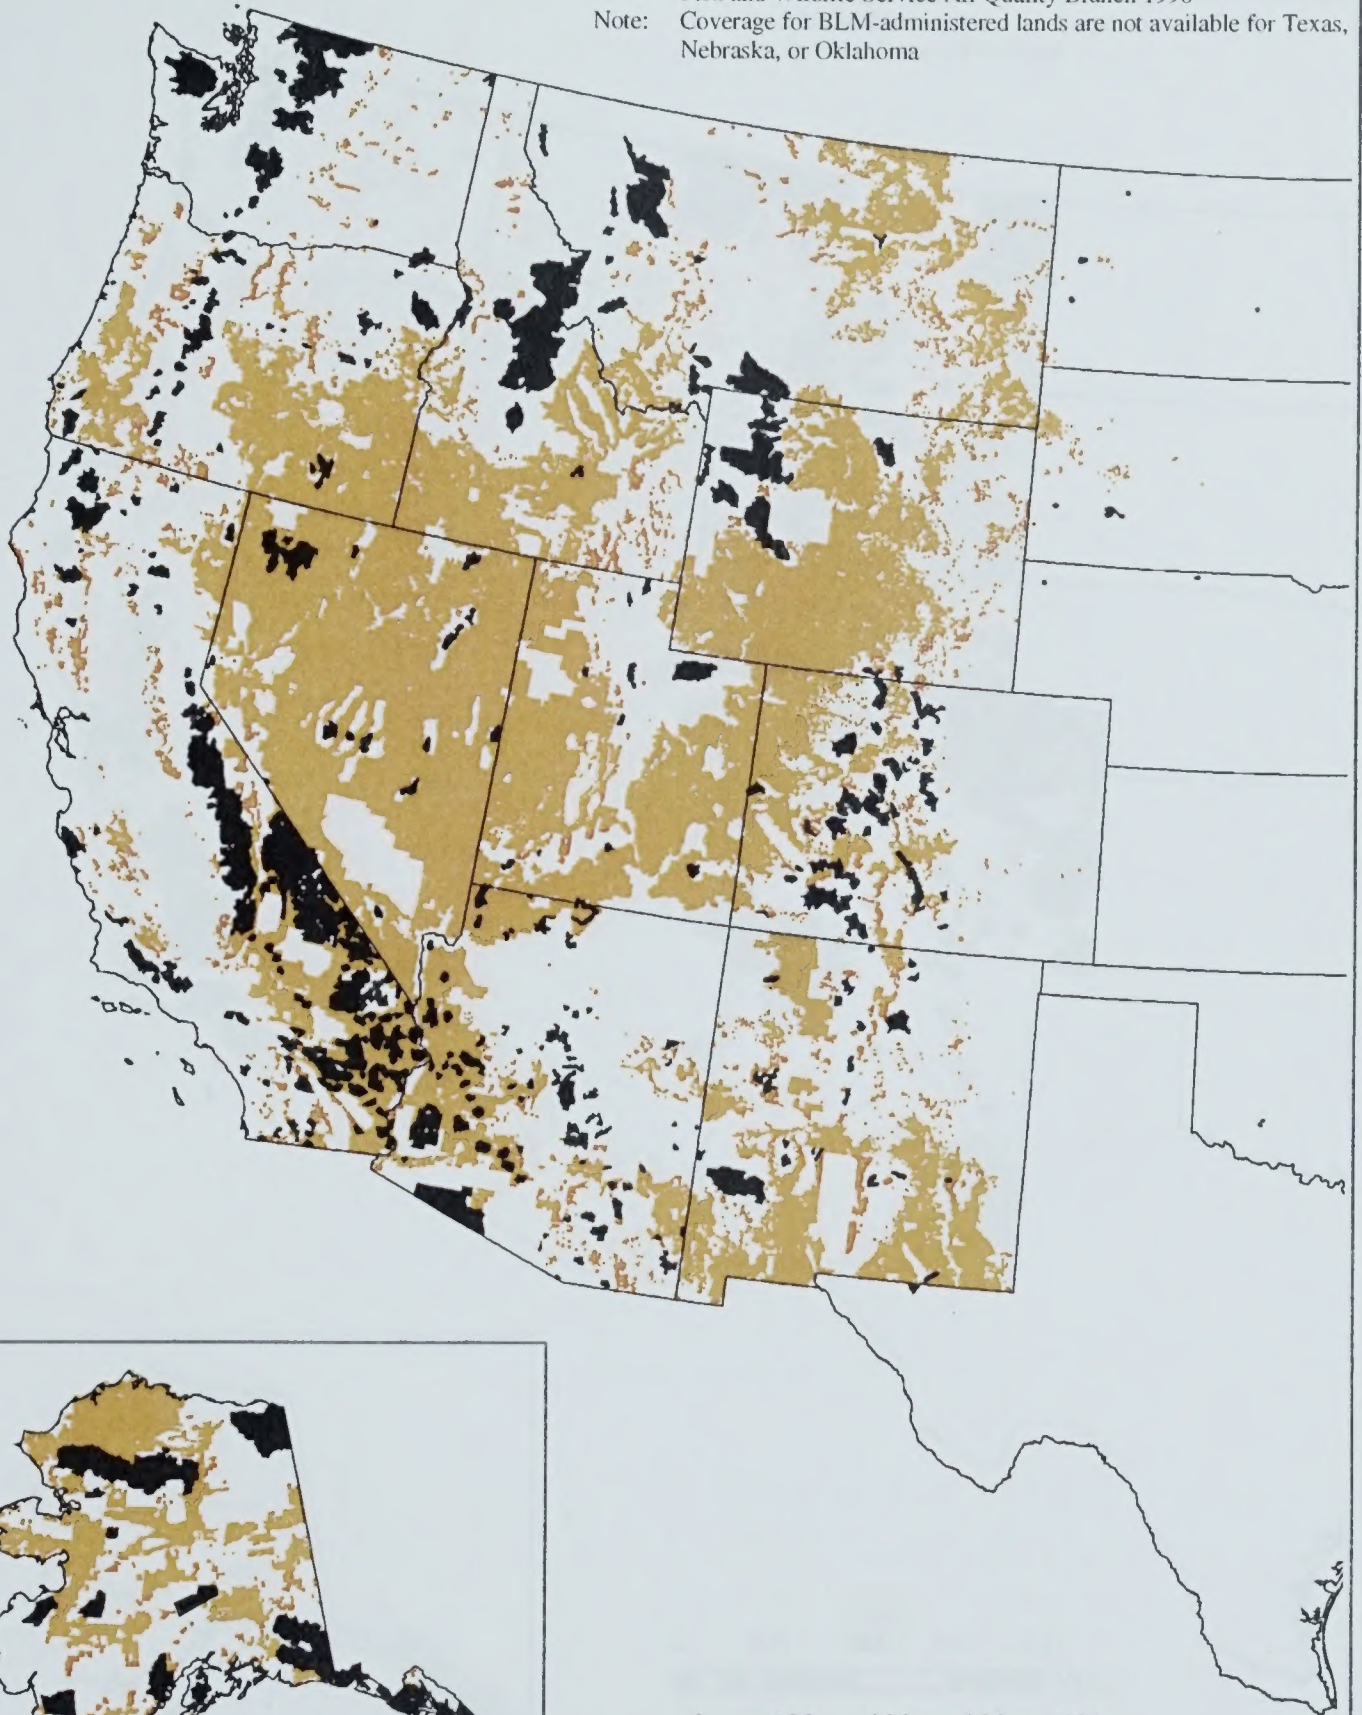 Note: Coverage for BLM-administered lands are not available for Texas,
Nebraska, or Oklahoma